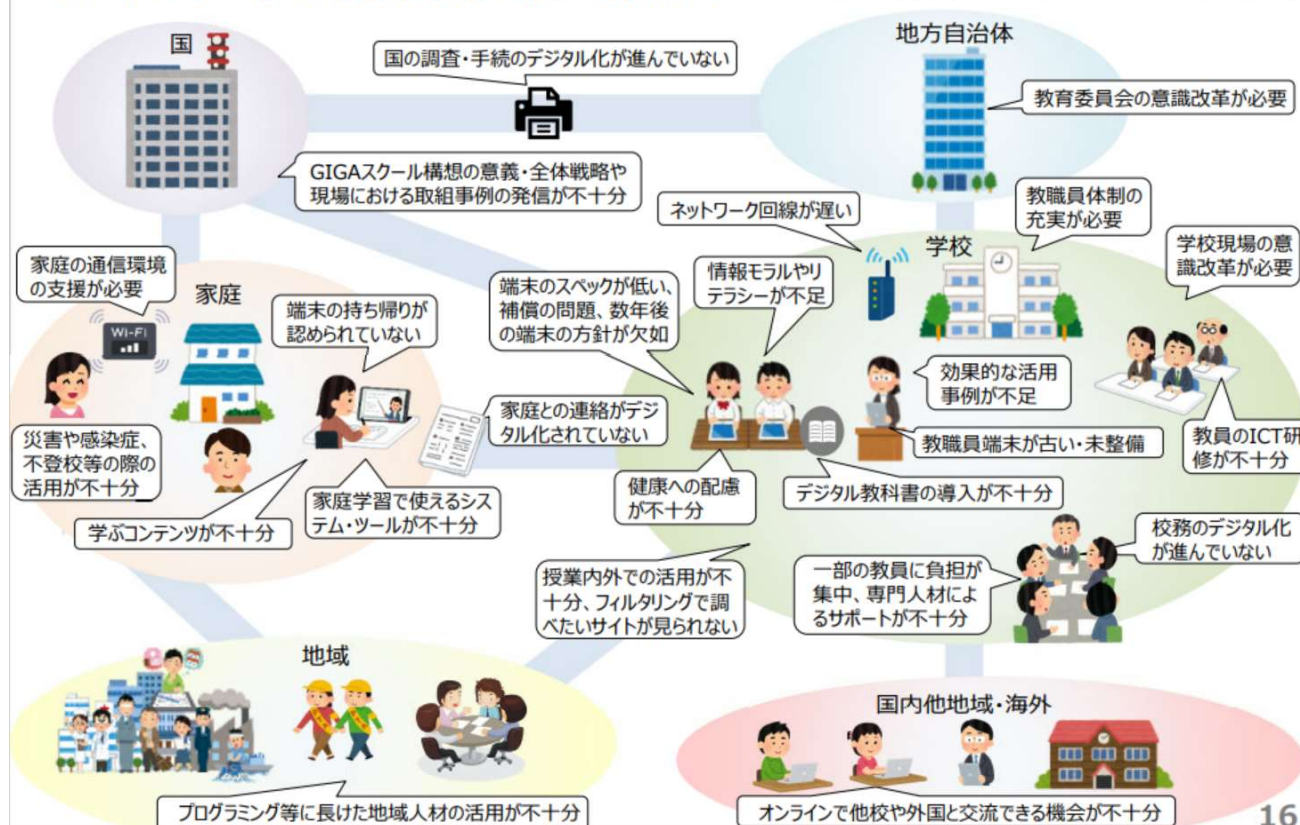 国
地方自治体
国の調査・手続のデジタル化が進んでいない
教育委員会の意識改革が必要
GIGAスクール構想の意義・全体戦略や
現場における取組事例の発信が不十分
ネットワーク回線が遅い
教職員体制の
充実が必要
学校
学校現場の意
識改革が必要
家庭の通信環境
の支援が必要
家庭
Wi-Fi
端末の持ち帰りが
認められていない
端末のスペックが低い、
補償の問題、数年後
の端末の方針が欠如
情報モラルやリ
テラシーが不足
効果的な活用
事例が不足
家庭との連絡がデジ
タル化されていない
教職員端末が古い・未整備
教員のICT研
修が不十分
災害や感染症、
不登校等の際の
活用が不十分
学ぶコンテンツが不十分
家庭学習で使えるシス
テム・ツールが不十分
健康への配慮
が不十分
デジタル教科書の導入が不十分
校務のデジタル化
が進んでいない
授業内外での活用が不
十分、フィルタリングで調
べたいサイトが見られない
一部の教員に負担が
集中、専門人材によ
るサポートが不十分
地域
国内他地域・海外
プログラミング等に長けた地域人材の活用が不十分
オンラインで他校や外国と交流できる機会が不十分
16